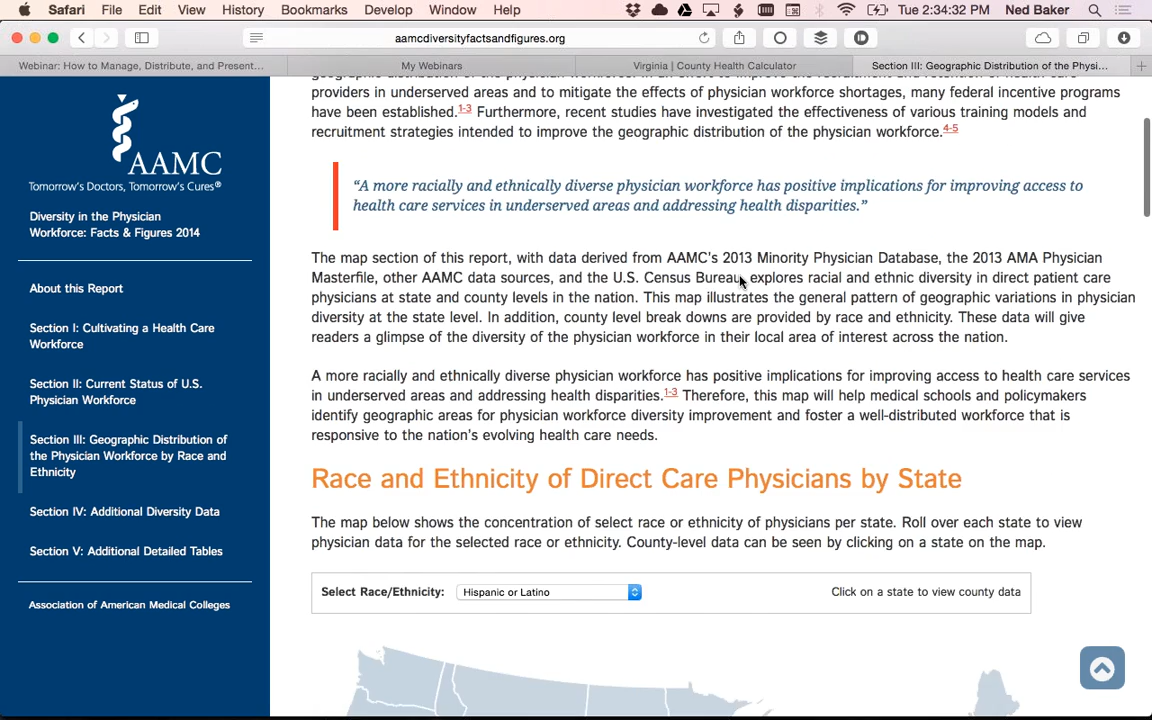 Safari File Edit View History Bookmarks Develop Window Help Tue 2:34:32 PM Ned Baker
aamcdiversityfactsandfigures.org
Webinar: How to Manage, Distribute, and Present... My Webinars Virginia | County Health Calculator Section III: Geographic Distribution of the Physi...
AAMC
Tomorrow's Doctors, Tomorrow's Cures®
Diversity in the Physician
Workforce: Facts & Figures 2014
About this Report
Section I: Cultivating a Health Care
Workforce
Section II: Current Status of U.S.
Physician Workforce
Section III: Geographic Distribution of
the Physician Workforce by Race and
Ethnicity
Section IV: Additional Diversity Data
Section V: Additional Detailed Tables
Association of American Medical Colleges
providers in underserved areas and to mitigate the effects of physician workforce shortages, many federal incentive programs
have been established.1-3 Furthermore, recent studies have investigated the effectiveness of various training models and
recruitment strategies intended to improve the geographic distribution of the physician workforce.4-5
“A more racially and ethnically diverse physician workforce has positive implications for improving access to
health care services in underserved areas and addressing health disparities.”
The map section of this report, with data derived from AAMC's 2013 Minority Physician Database, the 2013 AMA Physician
Masterfile, other AAMC data sources, and the U.S. Census Bureau, explores racial and ethnic diversity in direct patient care
physicians at state and county levels in the nation. This map illustrates the general pattern of geographic variations in physician
diversity at the state level. In addition, county level break downs are provided by race and ethnicity. These data will give
readers a glimpse of the diversity of the physician workforce in their local area of interest across the nation.
A more racially and ethnically diverse physician workforce has positive implications for improving access to health care services
in underserved areas and addressing health disparities.1-3 Therefore, this map will help medical schools and policymakers
identify geographic areas for physician workforce diversity improvement and foster a well-distributed workforce that is
responsive to the nation's evolving health care needs.
Race and Ethnicity of Direct Care Physicians by State
The map below shows the concentration of select race or ethnicity of physicians per state. Roll over each state to view
physician data for the selected race or ethnicity. County-level data can be seen by clicking on a state on the map.
Select Race/Ethnicity: Hispanic or Latino Click on a state to view county data